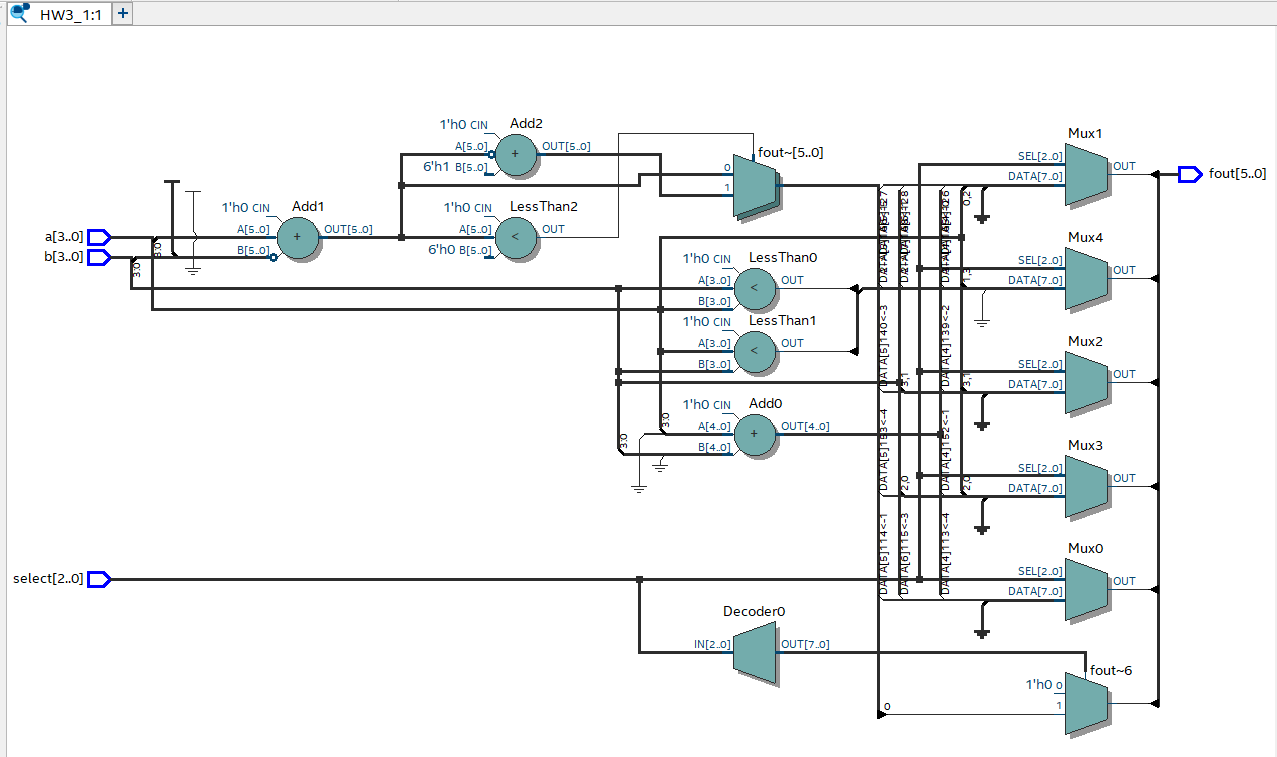 HW3_1:1
+
Add2
1'h0 CIN
A[5..0]
6'h1 B[5..0]
+
OUT[5..0]
fout~[5..0]
0
1
Mux1
SEL[2..0]
DATA[7..0]
OUT
fout[5..0]
Add1
1'h0 CIN
A[5..0]
B[5..0]
+
OUT[5..0]
LessThan2
1'h0 CIN
A[5..0]
6'h0 B[5..0]
<
OUT
a[3..0]
b[3..0]
3:0
3:0
Mux4
SEL[2..0]
DATA[7..0]
OUT
LessThan0
1'h0 CIN
A[3..0]
B[3..0]
<
OUT
LessThan1
1'h0 CIN
A[3..0]
B[3..0]
<
OUT
Mux2
SEL[2..0]
DATA[7..0]
OUT
Add0
1'h0 CIN
A[4..0]
B[4..0]
+
OUT[4..0]
3:0
3:0
0,2
1,3
3,1
3,1
2,0
2,0
DATA[5]140<-3
DATA[4]139<-2
DATA[5]153<-4
DATA[4]152<-1
DATA[5]114<-1
DATA[6]115<-3
DATA[4]113<-4
Mux3
SEL[2..0]
DATA[7..0]
OUT
Mux0
SEL[2..0]
DATA[7..0]
OUT
select[2..0]
Decoder0
IN[2..0]
OUT[7..0]
fout~6
1'h0 0
1
0